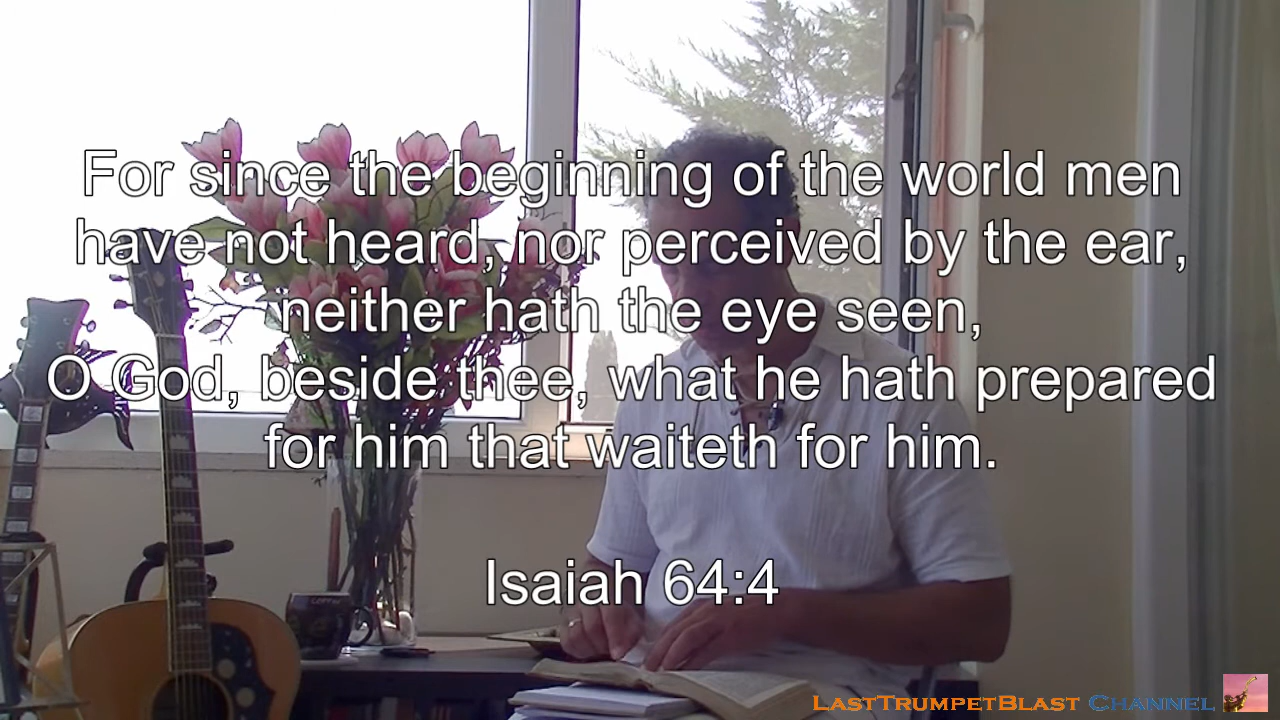 For since the beginning of the world men
have not heard, nor perceived by the ear,
neither hath the eye seen,
O God, beside thee, what he hath prepared
for him that waiteth for him.
Isaiah 64:4
COFFEE
LastTrumpetBlast Channel